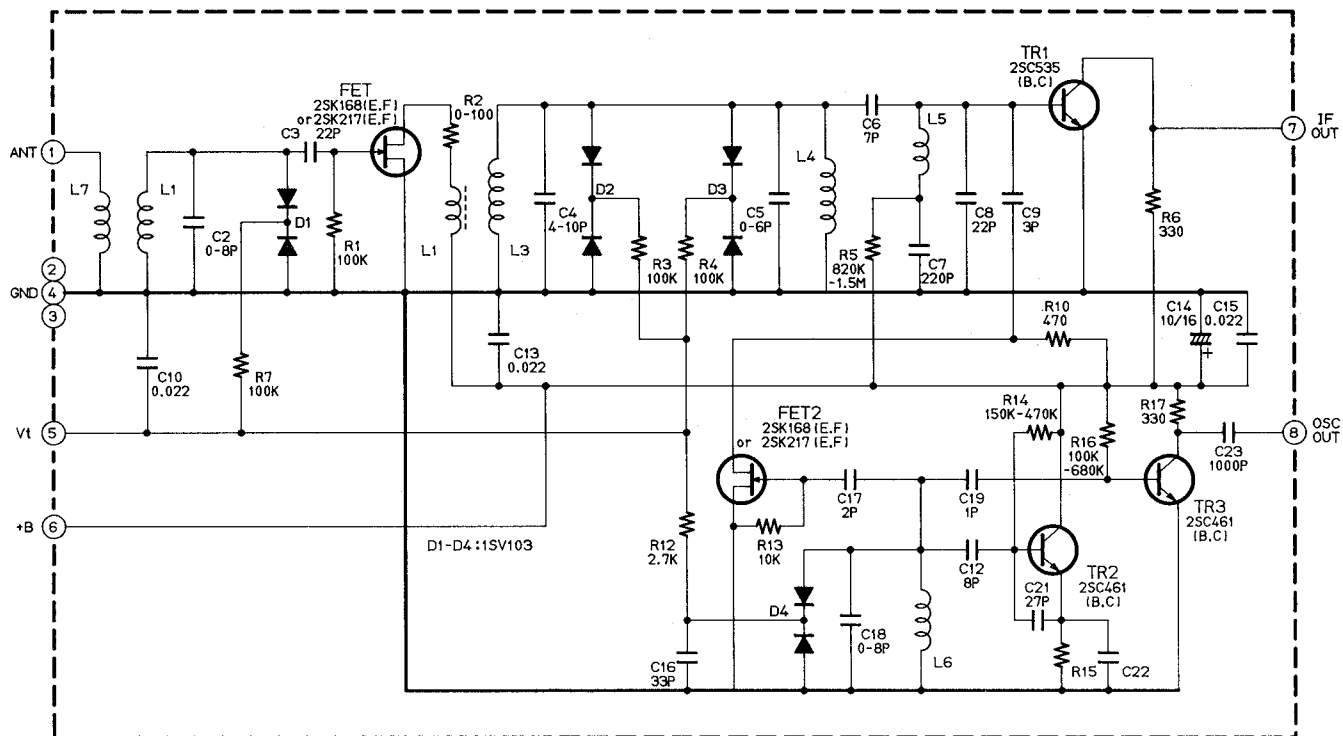 TR1
2SC535
(B.C)
FET
2SK168(E.F)
or 2SK217(E.F)
R2
0-100
C3
22P
C6
7P
L5
7
IF
OUT
ANT
1
L7
L1
C2
0-8P
D1
R1
100K
L1
L3
C4
4-10P
D2
R3
100K
R4
100K
D3
C5
0-6P
L4
R5
820K
-1.5M
C7
220P
C8
22P
C9
3P
R6
330
2
GND
4
3
C10
0.022
R7
100K
C13
0.022
R10
470
C14
10/16
+
C15
0.022
Vt
5
FET2
2SK168(E.F)
or 2SK217(E.F)
R14
150K-470K
R16
100K
-680K
R17
330
C23
1000P
8
OSC
OUT
+B
6
D1-D4:1SV103
R12
2.7K
R13
10K
C17
2P
C19
1P
TR3
2SC461
(B.C)
C12
8P
TR2
2SC461
(B.C)
C21
27P
D4
C18
0-8P
L6
C16
33P
R15
C22